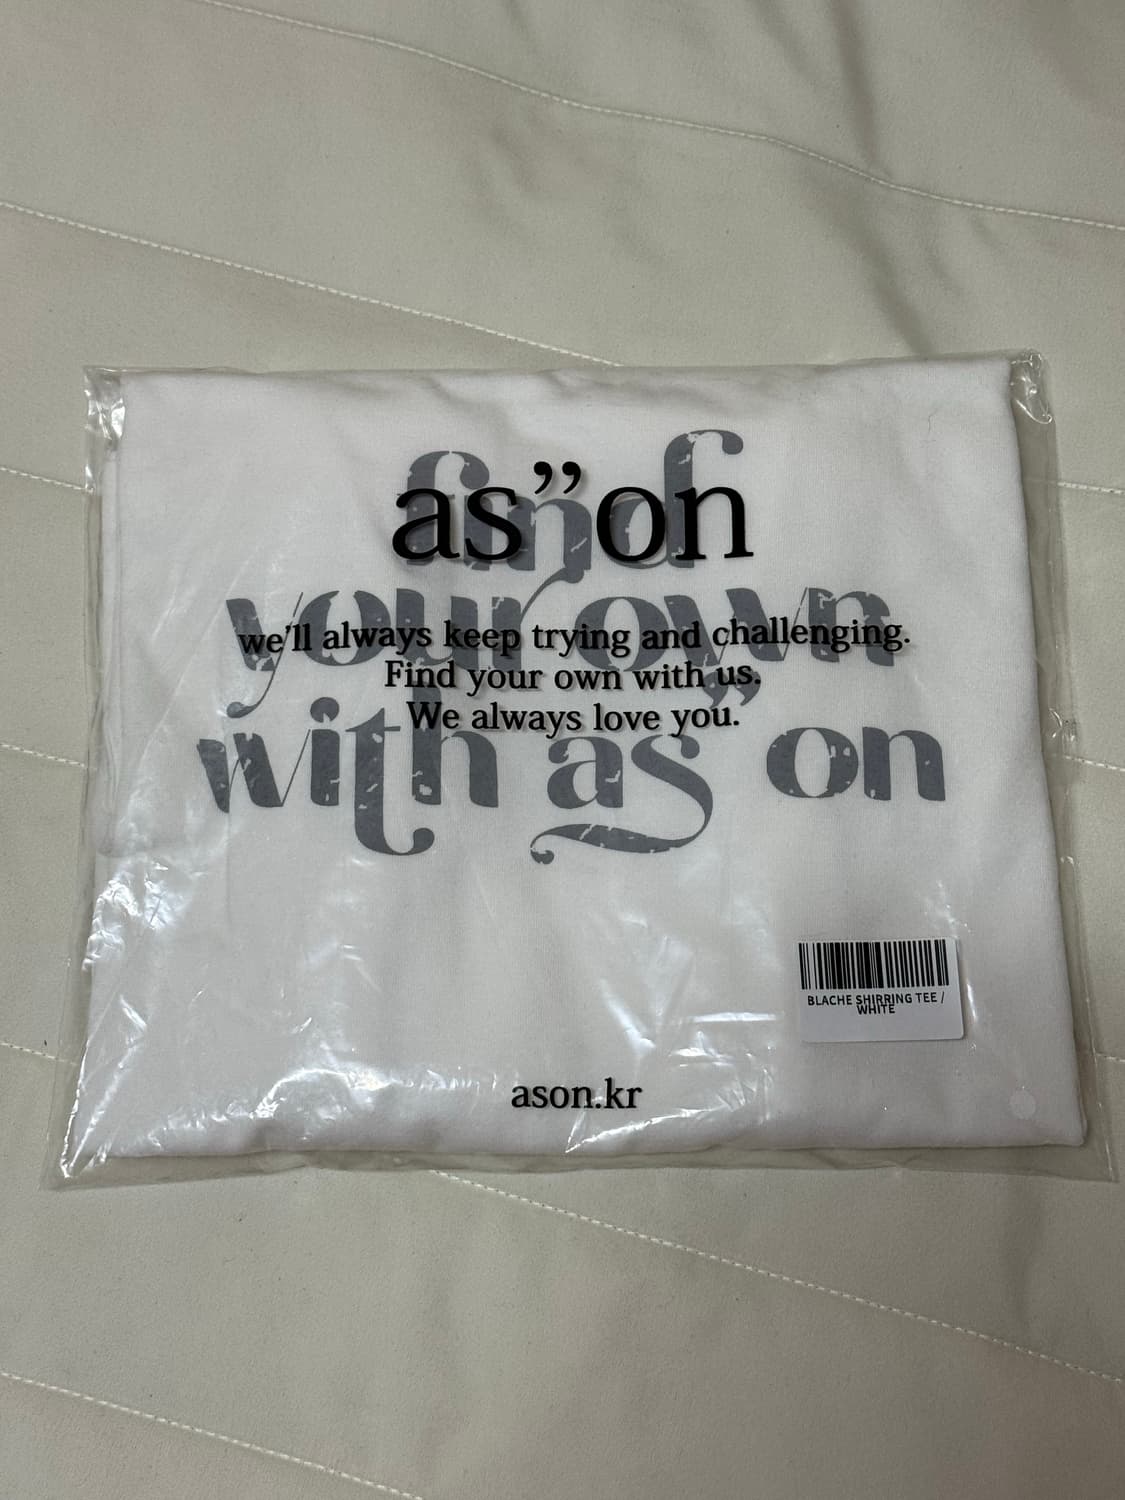 as”on
we’ll always keep trying and challenging.
Find your own with us.
We always love you.
find
your own
with as”on
BLACHE SHIRRING TEE /
WHITE
ason.kr